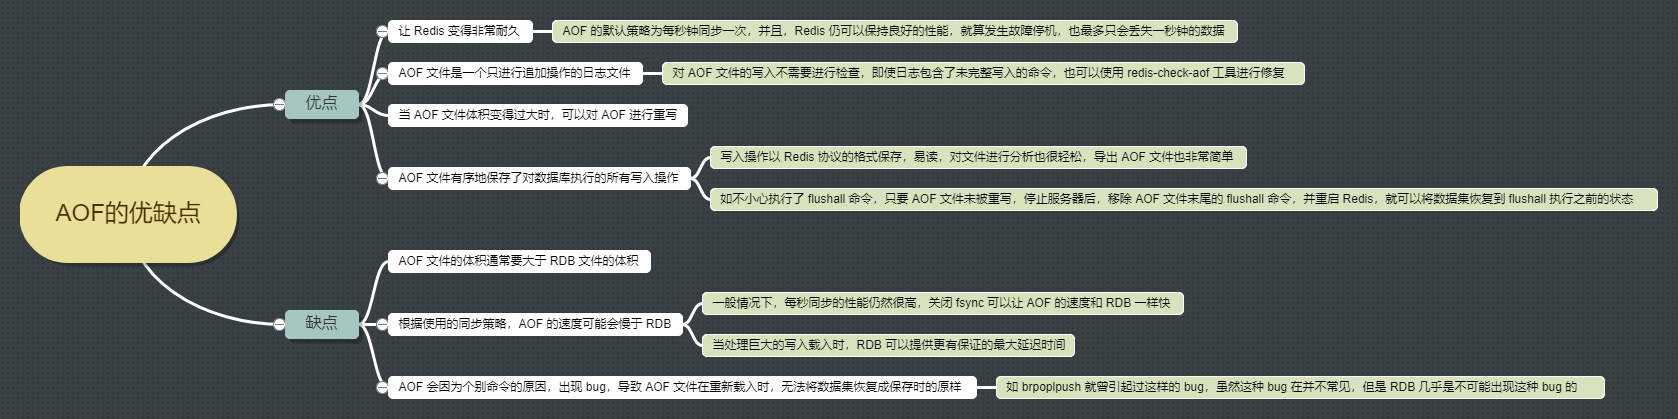 AOF的优缺点
优点
让 Redis 变得非常耐久
AOF 的默认策略为每秒钟同步一次，并且，Redis 仍可以保持良好的性能，就算发生故障停机，也最多只会丢失一秒钟的数据
AOF 文件是一个只进行追加操作的日志文件
对 AOF 文件的写入不需要进行检查，即使日志包含了未完整写入的命令，也可以使用 redis-check-aof 工具进行修复
当 AOF 文件体积变得过大时，可以对 AOF 进行重写
AOF 文件有序地保存了对数据库执行的所有写入操作
写入操作以 Redis 协议的格式保存，易读，对文件进行分析也很轻松，导出 AOF 文件也非常简单
如不小心执行了 flushall 命令，只要 AOF 文件未被重写，停止服务器后，移除 AOF 文件末尾的 flushall 命令，并重启 Redis，就可以将数据集恢复到 flushall 执行之前的状态
缺点
AOF 文件的体积通常要大于 RDB 文件的体积
根据使用的同步策略，AOF 的速度可能会慢于 RDB
一般情况下，每秒同步的性能仍然很高，关闭 fsync 可以让 AOF 的速度和 RDB 一样快
当处理巨大的写入载入时，RDB 可以提供更有保证的最大延迟时间
AOF 会因为个别命令的原因，出现 bug，导致 AOF 文件在重新载入时，无法将数据集恢复成保存时的原样
如 brpoplpush 就曾引起过这样的 bug，虽然这种 bug 在并不常见，但是 RDB 几乎是不可能出现这种 bug 的